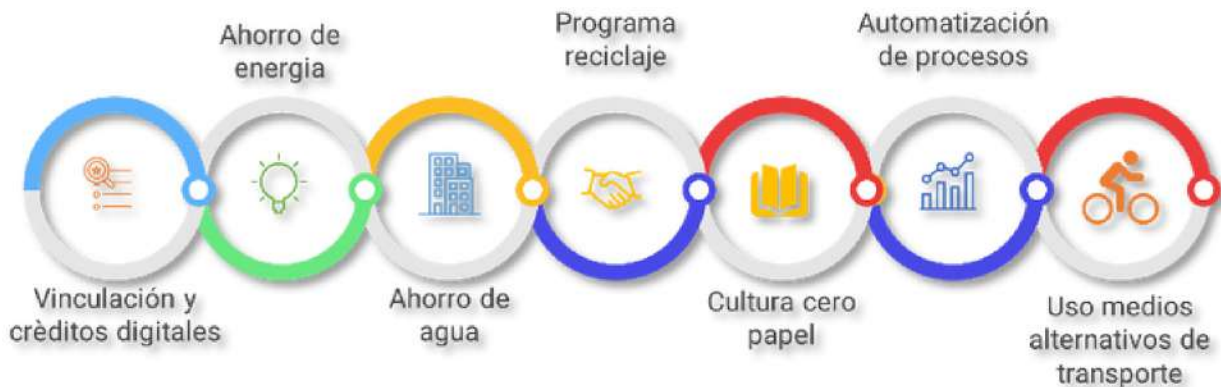 Vinculación y
crèditos digitales
Ahorro de
energia
Ahorro de
agua
Programa
reciclaje
Cultura cero
papel
Automatización
de procesos
Uso medios
alternativos de
transporte